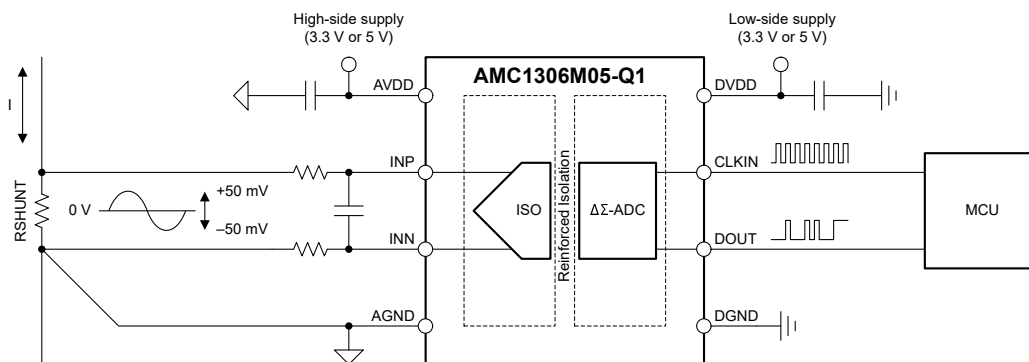 High-side supply
(3.3 V or 5 V)
Low-side supply
(3.3 V or 5 V)
AMC1306M05-Q1
AVDD
DVDD
I
INP
CLKIN
RSHUNT
0 V
+50 mV
–50 mV
ISO
Reinforced Isolation
ΔΣ-ADC
MCU
INN
DOUT
AGND
DGND